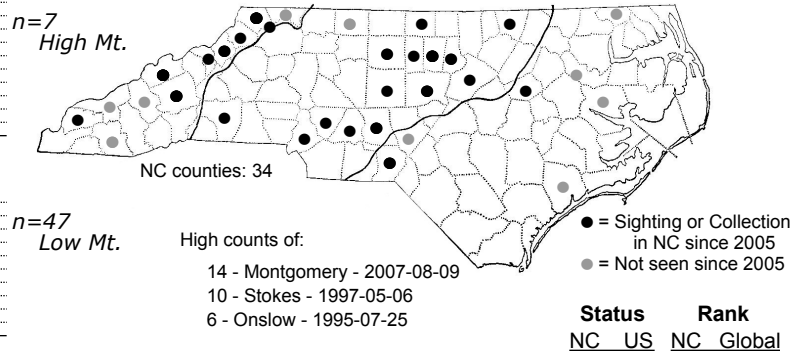 n=7
High Mt.
NC counties: 34
n=47
Low Mt.
High counts of:
14 - Montgomery - 2007-08-09
10 - Stokes - 1997-05-06
6 - Onslow - 1995-07-25
= Sighting or Collection
in NC since 2005
= Not seen since 2005
Status Rank
NC US NC Global